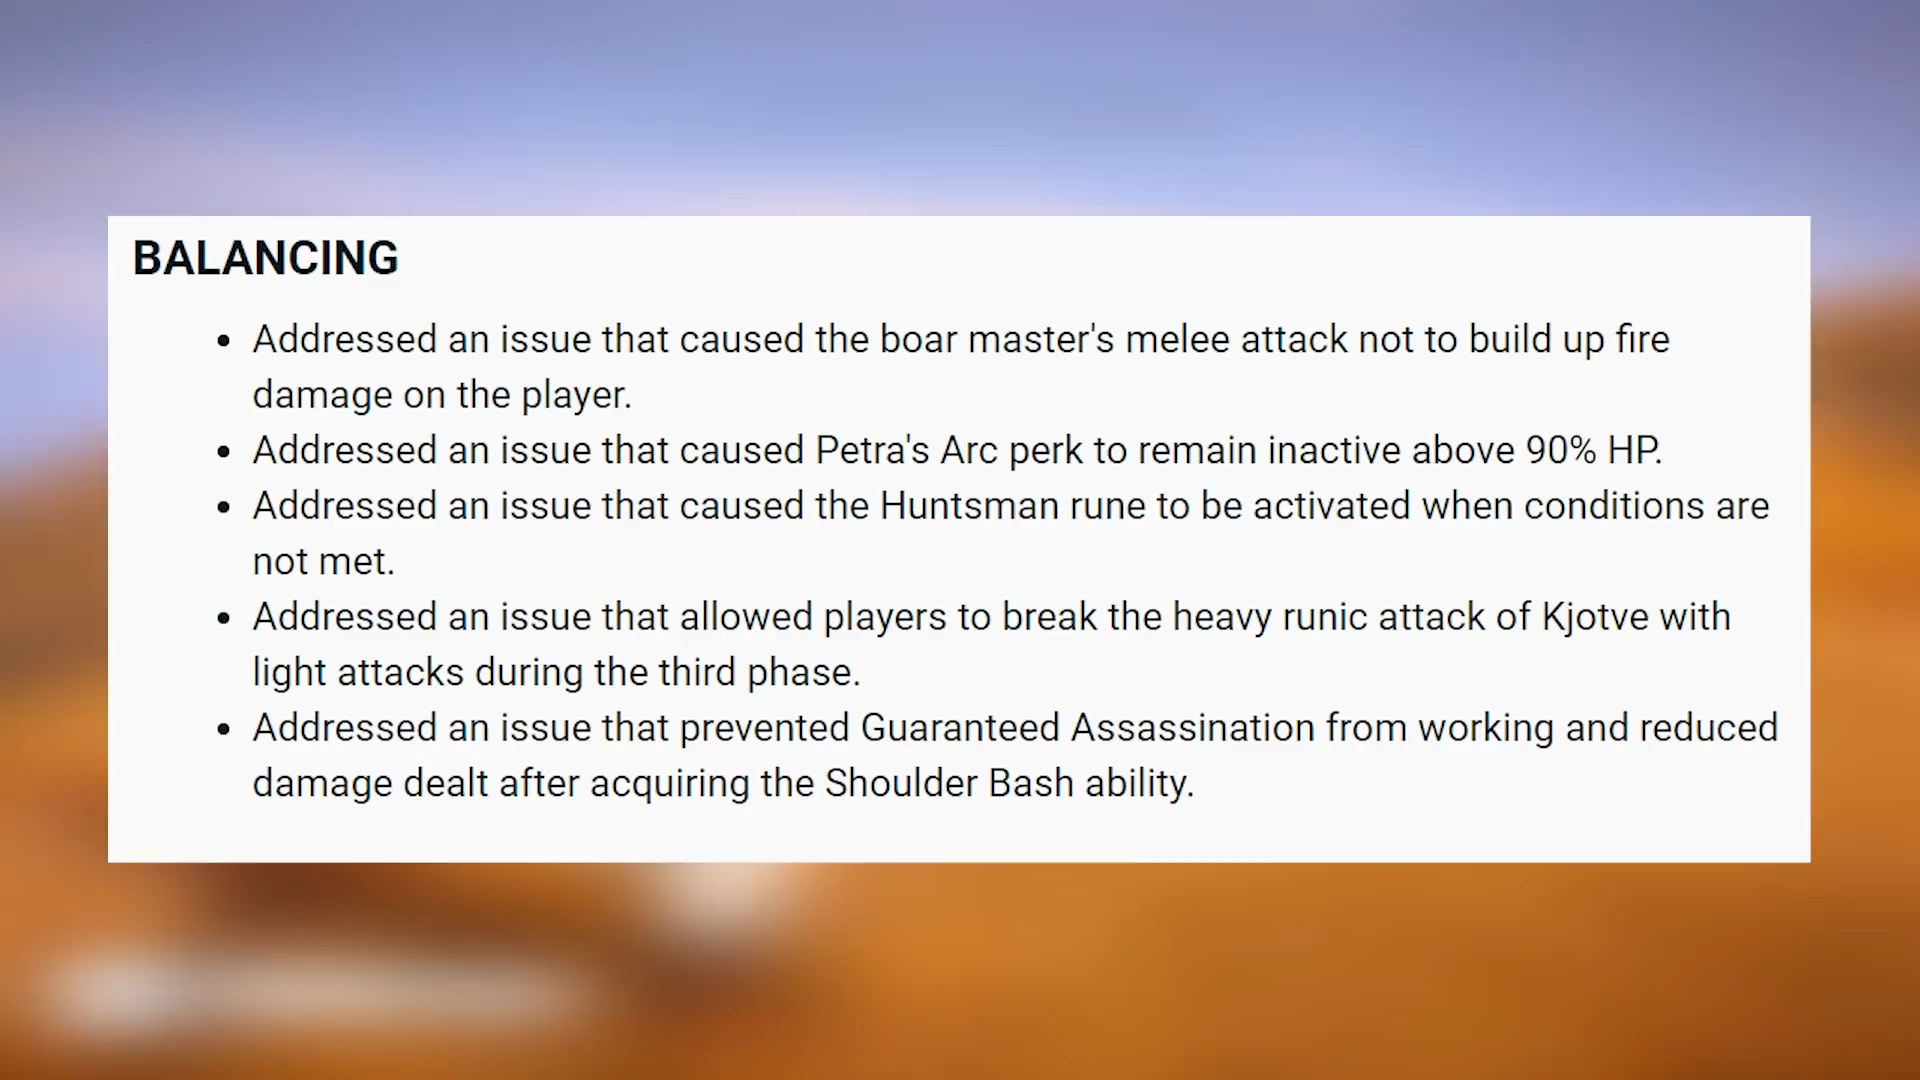 BALANCING
• Addressed an issue that caused the boar master's melee attack not to build up fire
damage on the player.
• Addressed an issue that caused Petra's Arc perk to remain inactive above 90% HP.
• Addressed an issue that caused the Huntsman rune to be activated when conditions are
not met.
• Addressed an issue that allowed players to break the heavy runic attack of Kjotve with
light attacks during the third phase.
• Addressed an issue that prevented Guaranteed Assassination from working and reduced
damage dealt after acquiring the Shoulder Bash ability.